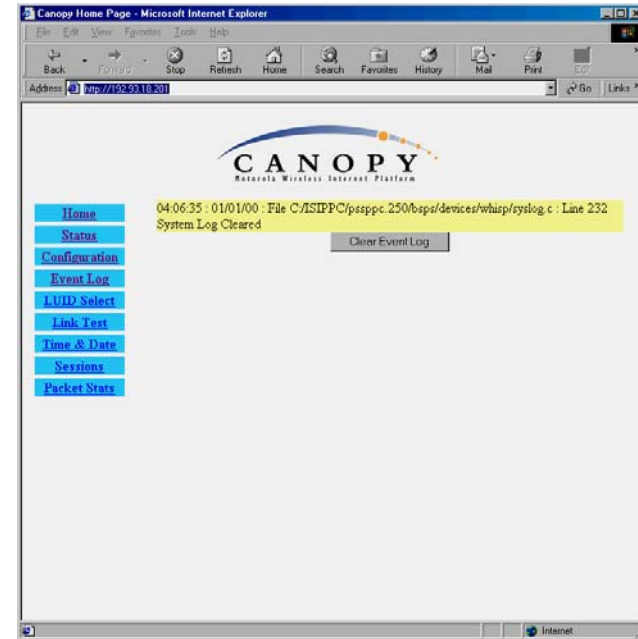 Canopy Home Page - Microsoft Internet Explorer
File Edit View Favorites Tools Help
Back Forward Stop Refresh Home Search Favorites History Mail Print Edit
Address http://192.93.18.201 Go Links
CANOPY
Motorola Wireless Internet Platform
Home
Status
Configuration
Event Log
LUID Select
Link Test
Time & Date
Sessions
Packet Stats
04:06:35 : 01/01/00 : File C:/ISIPPC/pssppc.250/bsps/devices/whisp/syslog.c : Line 232
System Log Cleared
Clear Event Log
Internet